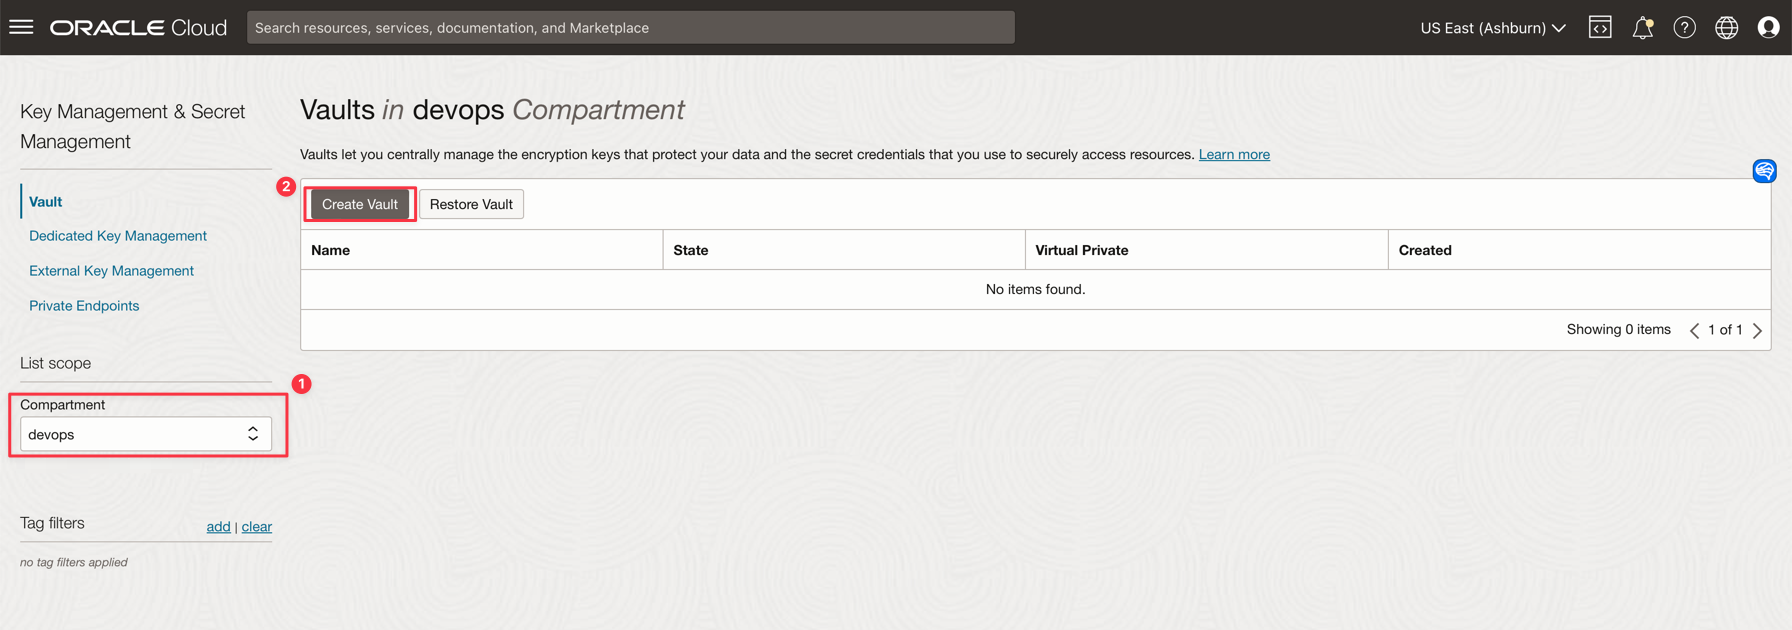 ORACLE Cloud
Search resources, services, documentation, and Marketplace
US East (Ashburn)
Key Management & Secret
Management
Vault
Dedicated Key Management
External Key Management
Private Endpoints
List scope
1
Compartment
devops
Tag filters
add | clear
no tag filters applied
Vaults in devops Compartment
Vaults let you centrally manage the encryption keys that protect your data and the secret credentials that you use to securely access resources. Learn more
2
Create Vault Restore Vault
Name State Virtual Private Created
No items found.
Showing 0 items 1 of 1